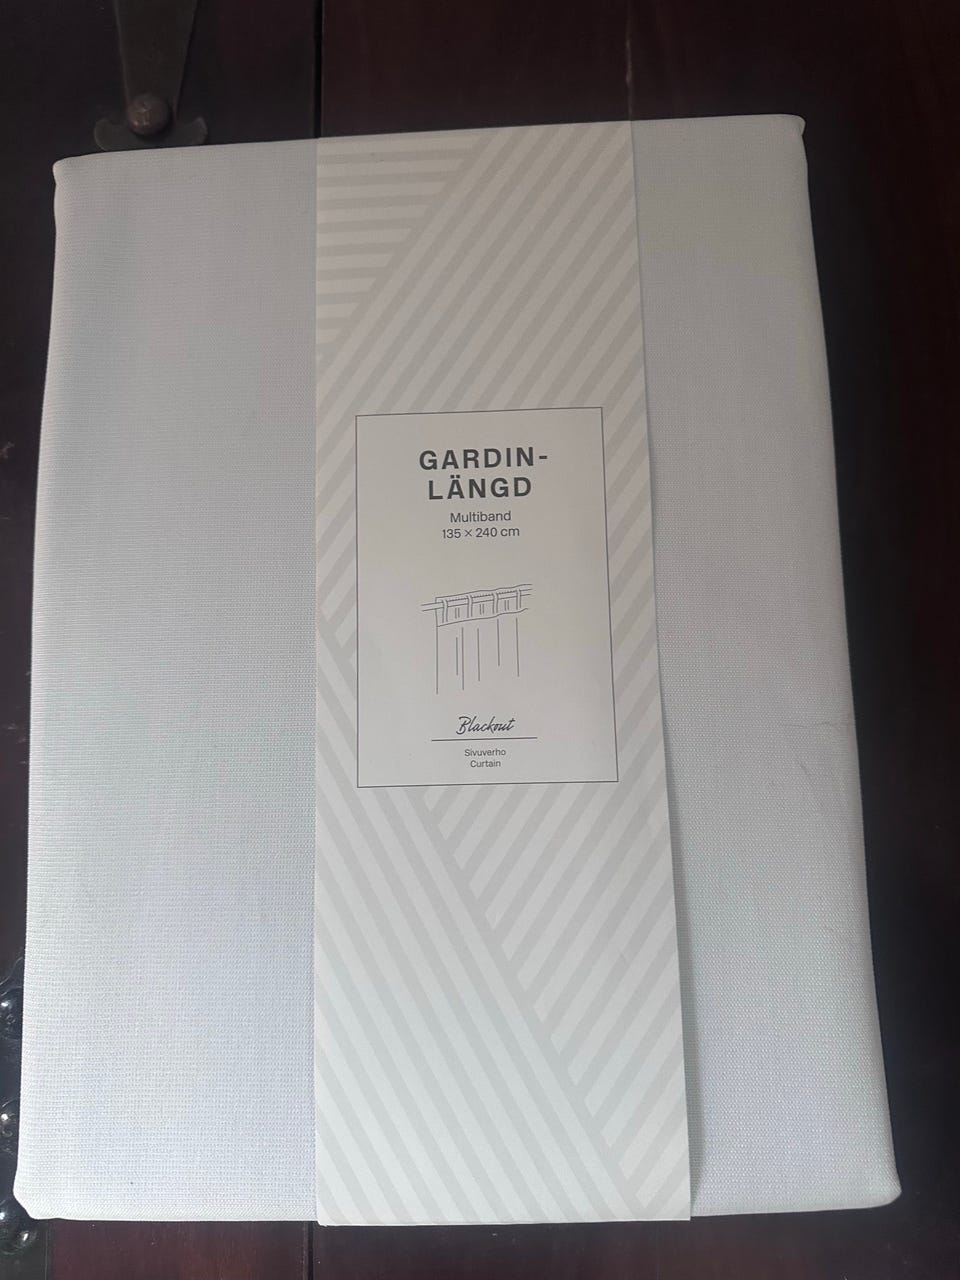 GARDIN-
LÄNGD
Multiband
135 × 240 cm
Blackout
Sivuverho
Curtain